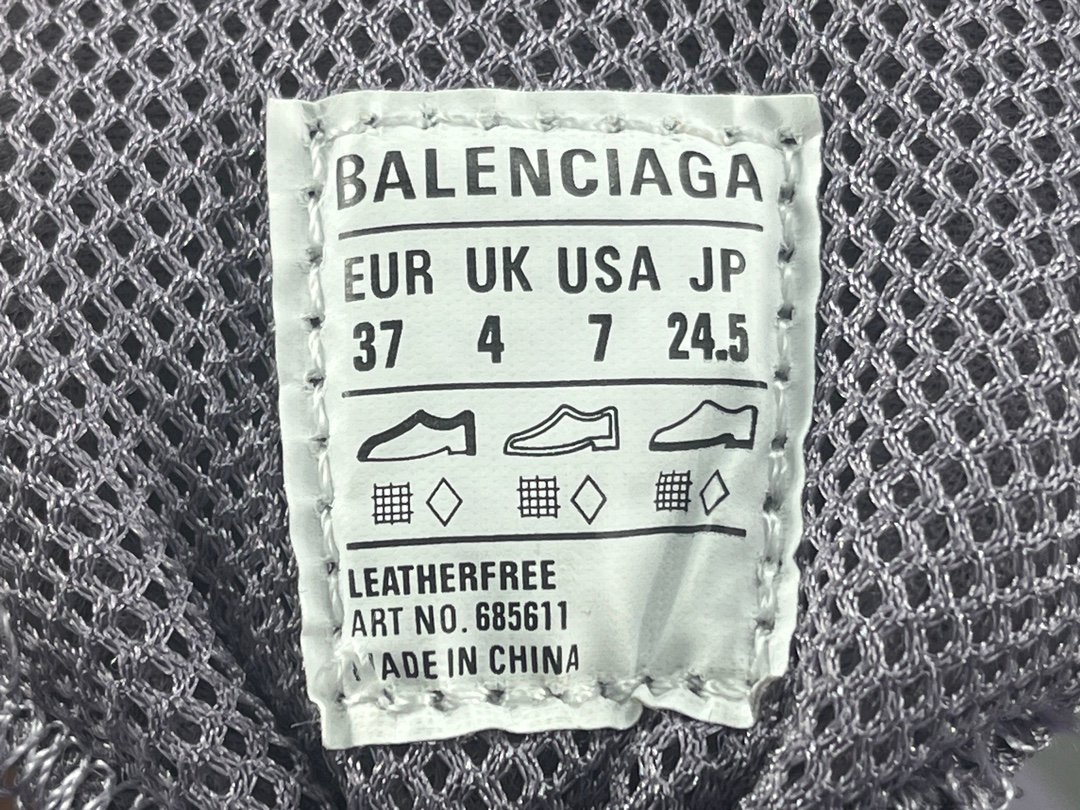 BALENCIAGA
EUR UK USA JP
37 4 7 24.5
LEATHERFREE
ART NO. 685611
MADE IN CHINA